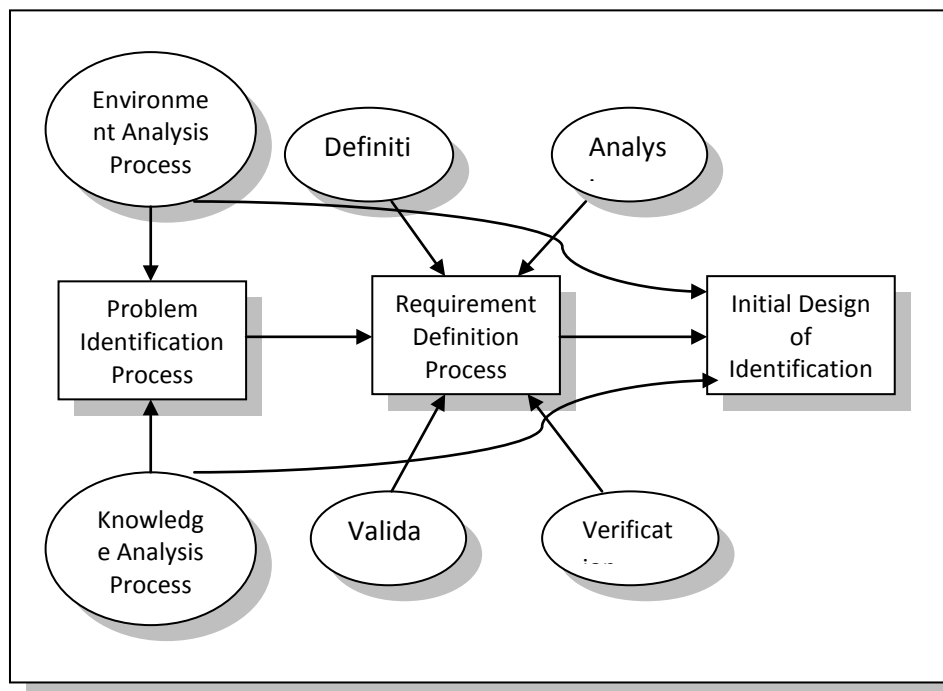 Environme
nt Analysis
Process
Definiti
Analys
Problem
Identification
Process
Requirement
Definition
Process
Initial Design
of
Identification
Knowledg
e Analysis
Process
Valida
Verificat